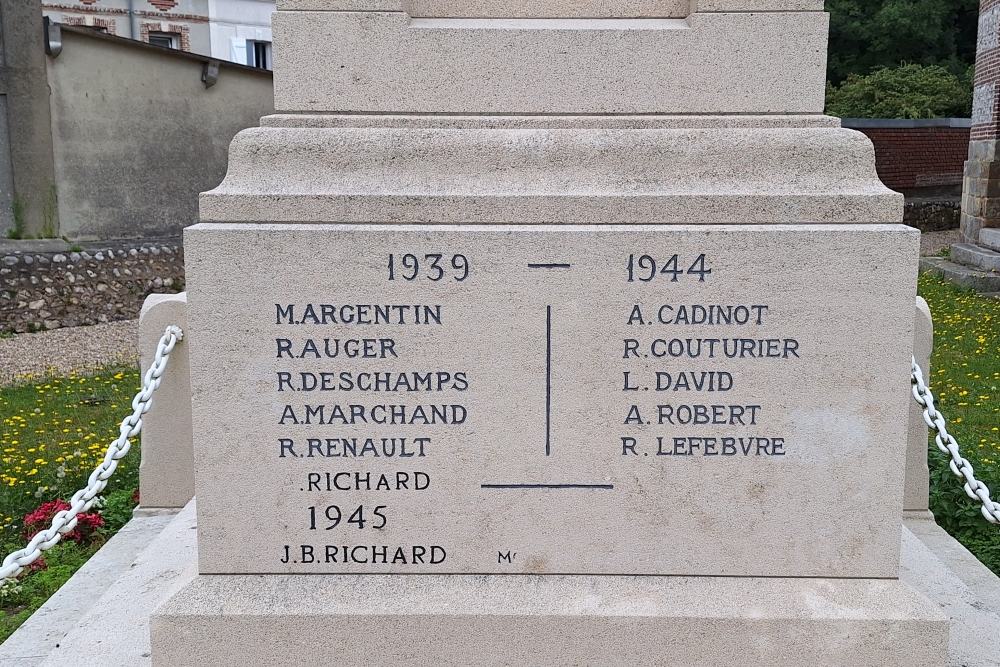 1939 — 1944
M.ARGENTIN
R.AUGER
R.DESCHAMPS
A.MARCHAND
R.RENAULT
.RICHARD
1945
J.B.RICHARD
A.CADINOT
R.COUTURIER
L.DAVID
A.ROBERT
R.LEFEBVRE